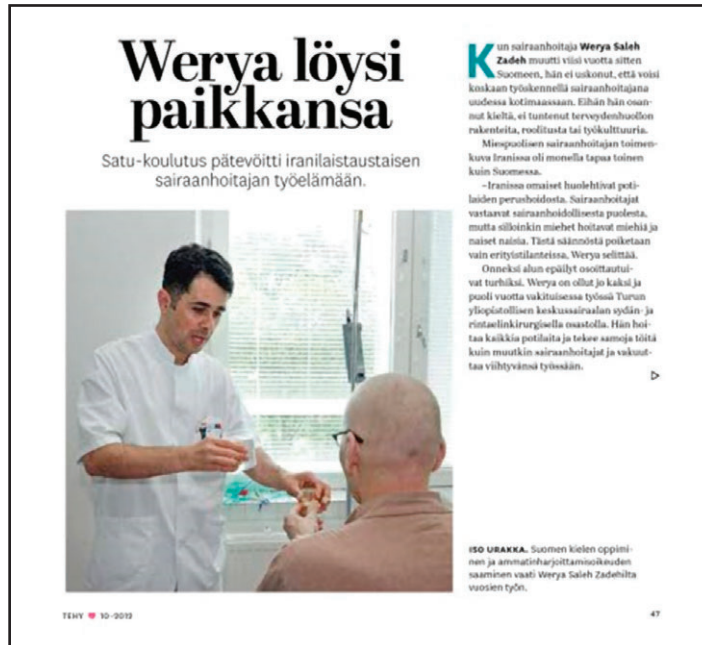 Werya löysi
paikkansa
Satu-koulutus pätevöitti iranilaistaustaisen
sairaanhoitajan työelämään.
Kun sairaanhoitaja Werya Saleh
Zadeh muutti viisi vuotta sitten
Suomeen, hän ei uskonut, että voisi
koskaan työskennellä sairaanhoitajana
uudessa kotimaassaan. Eihän hän osan-
nut kieltä, ei tuntenut terveydenhuollon
rakenteita, roolitusta tai työkulttuuria.
Miespuolisen sairaanhoitajan toimen-
kuva Iranissa oli monella tapaa toinen
kuin Suomessa.
–Iranissa omaiset huolehtivat poti-
laiden perushoidosta. Sairaanhoitajat
vastaavat sairaanhoidollisesta puolesta,
mutta silloinkin miehet hoitavat miehiä ja
naiset naisia. Tästä säännöstä poiketaan
vain erityistilanteissa, Werya selittää.
Onneksi alun epäilyt osoittautui-
vat turhiksi. Werya on ollut jo kaksi ja
puoli vuotta vakituisessa työssä Turun
yliopistollisen keskussairaalan sydän- ja
rintaelinkirurgisella osastolla. Hän hoi-
taa kaikkia potilaita ja tekee samoja töitä
kuin muutkin sairaanhoitajat ja vakuut-
taa viihtyvänsä työssään.
ISO URAKKA. Suomen kielen oppimi-
nen ja ammatinharjoittamisoikeuden
saaminen vaati Werya Saleh Zadehilta
vuosien työn.
TEHY 10-2012
47